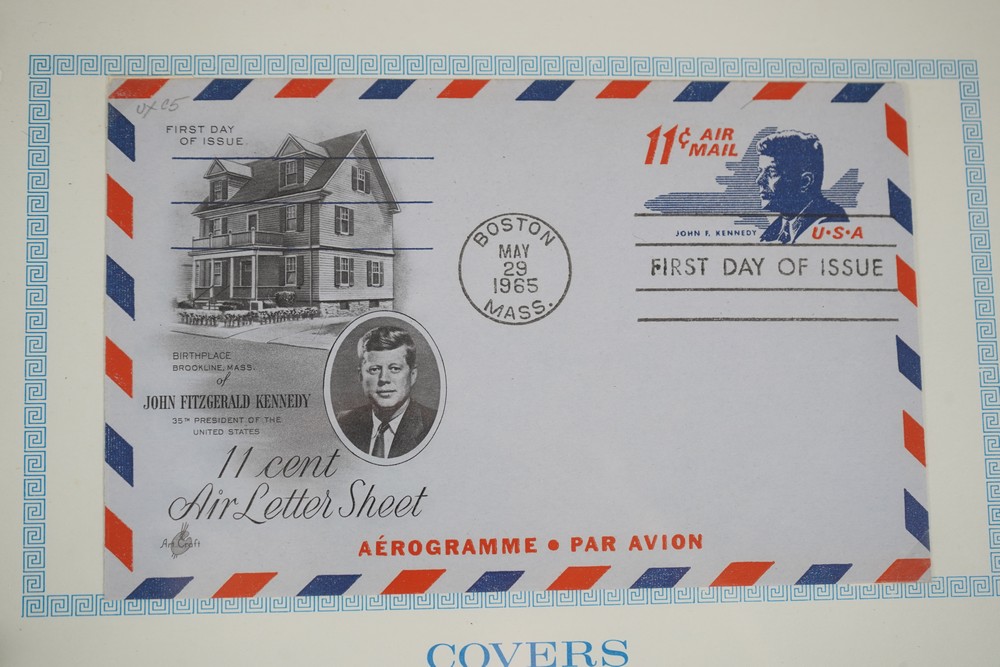 UXC5
FIRST DAY
OF ISSUE
11¢ AIR
MAIL
JOHN F. KENNEDY
U·S·A
BOSTON
MAY
29
1965
MASS.
FIRST DAY OF ISSUE
BIRTHPLACE
BROOKLINE, MASS.
of
JOHN FITZGERALD KENNEDY
35TH PRESIDENT OF THE
UNITED STATES
11 cent
Air Letter Sheet
Art Craft
AÉROGRAMME • PAR AVION
COVERS